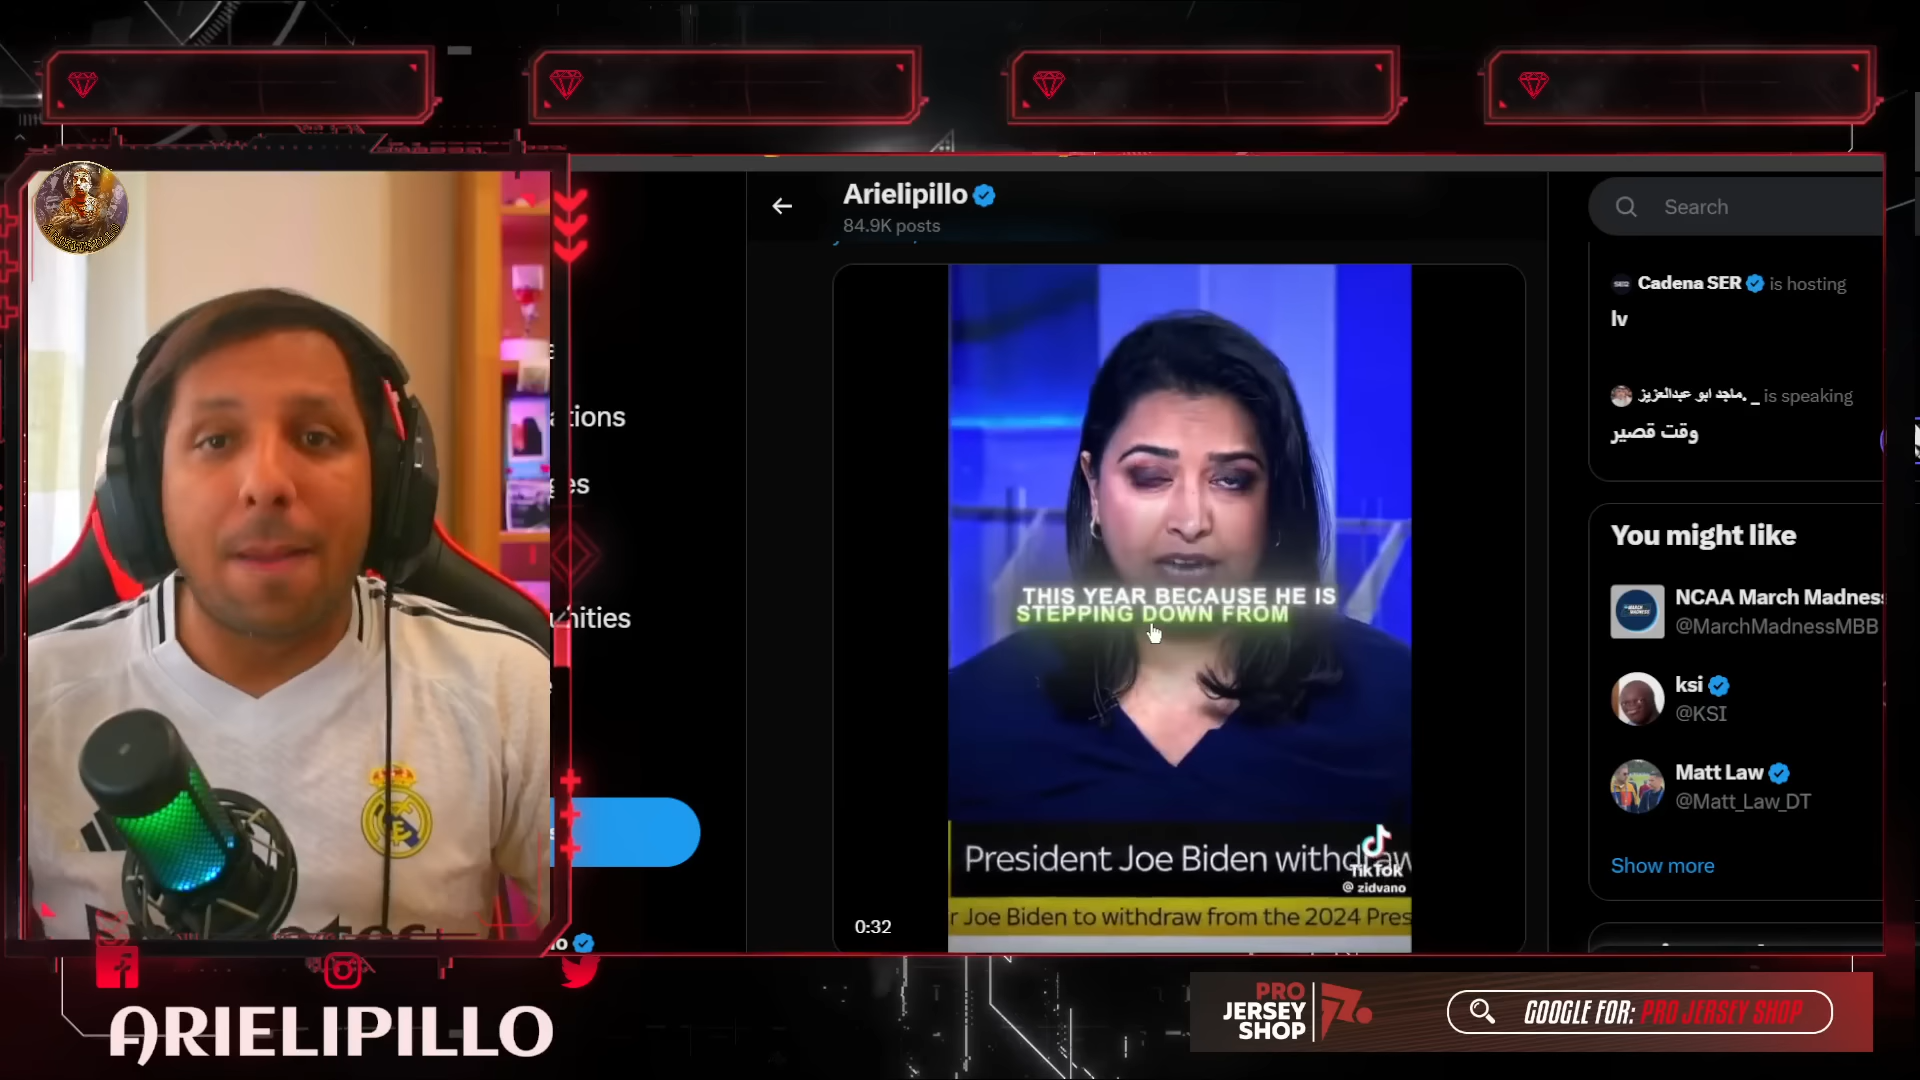 Arielipillo
84.9K posts
Search
Cadena SER is hosting
lv
ماجد ابو عبدالعزيز._ is speaking
وقت قصير
tions
es
nities
You might like
NCAA March Madness
@MarchMadnessMBB
ksi
@KSI
Matt Law
@Matt_Law_DT
Show more
THIS YEAR BECAUSE HE IS
STEPPING DOWN FROM
President Joe Biden withdraw
TikTok
@zidvano
r Joe Biden to withdraw from the 2024 Pres
0:32
lo
ARIELIPILLO
PRO
JERSEY
SHOP
GOOGLE FOR: PRO JERSEY SHOP